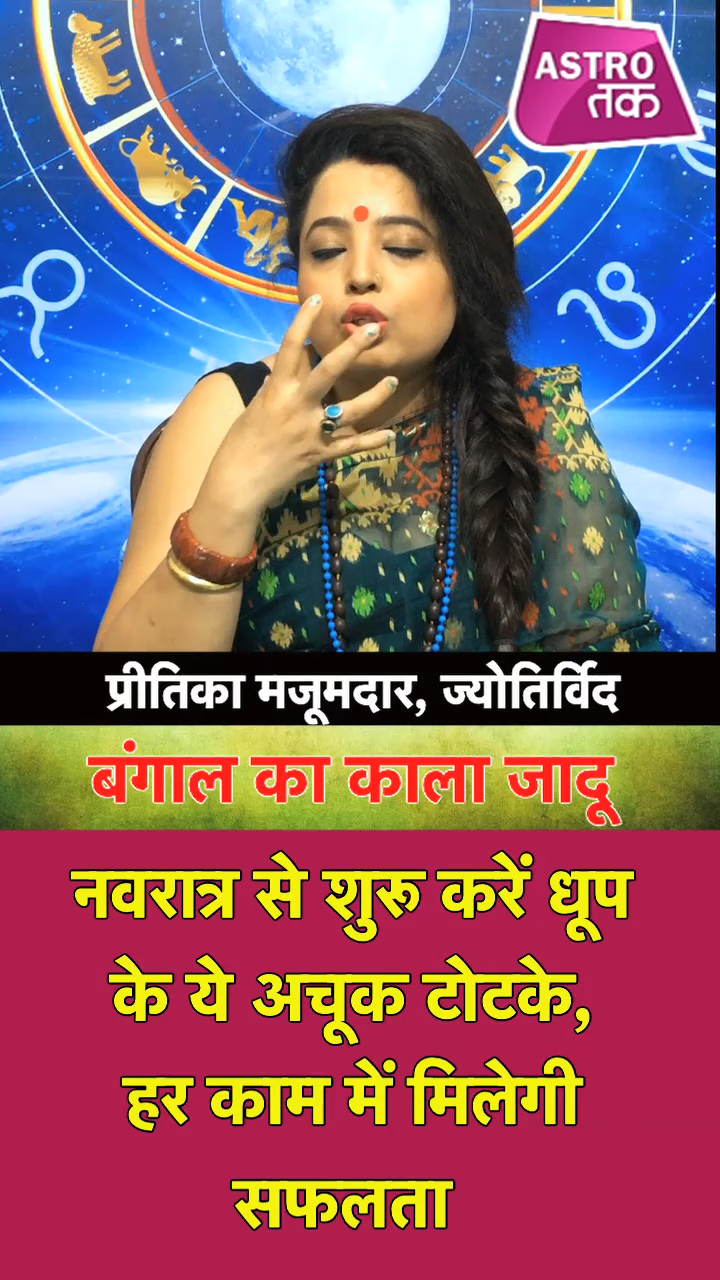 ASTRO
तक
प्रीतिका मजूमदार, ज्योतिर्विद
बंगाल का काला जादू
नवरात्र से शुरू करें धूप
के ये अचूक टोटके,
हर काम में मिलेगी
सफलता